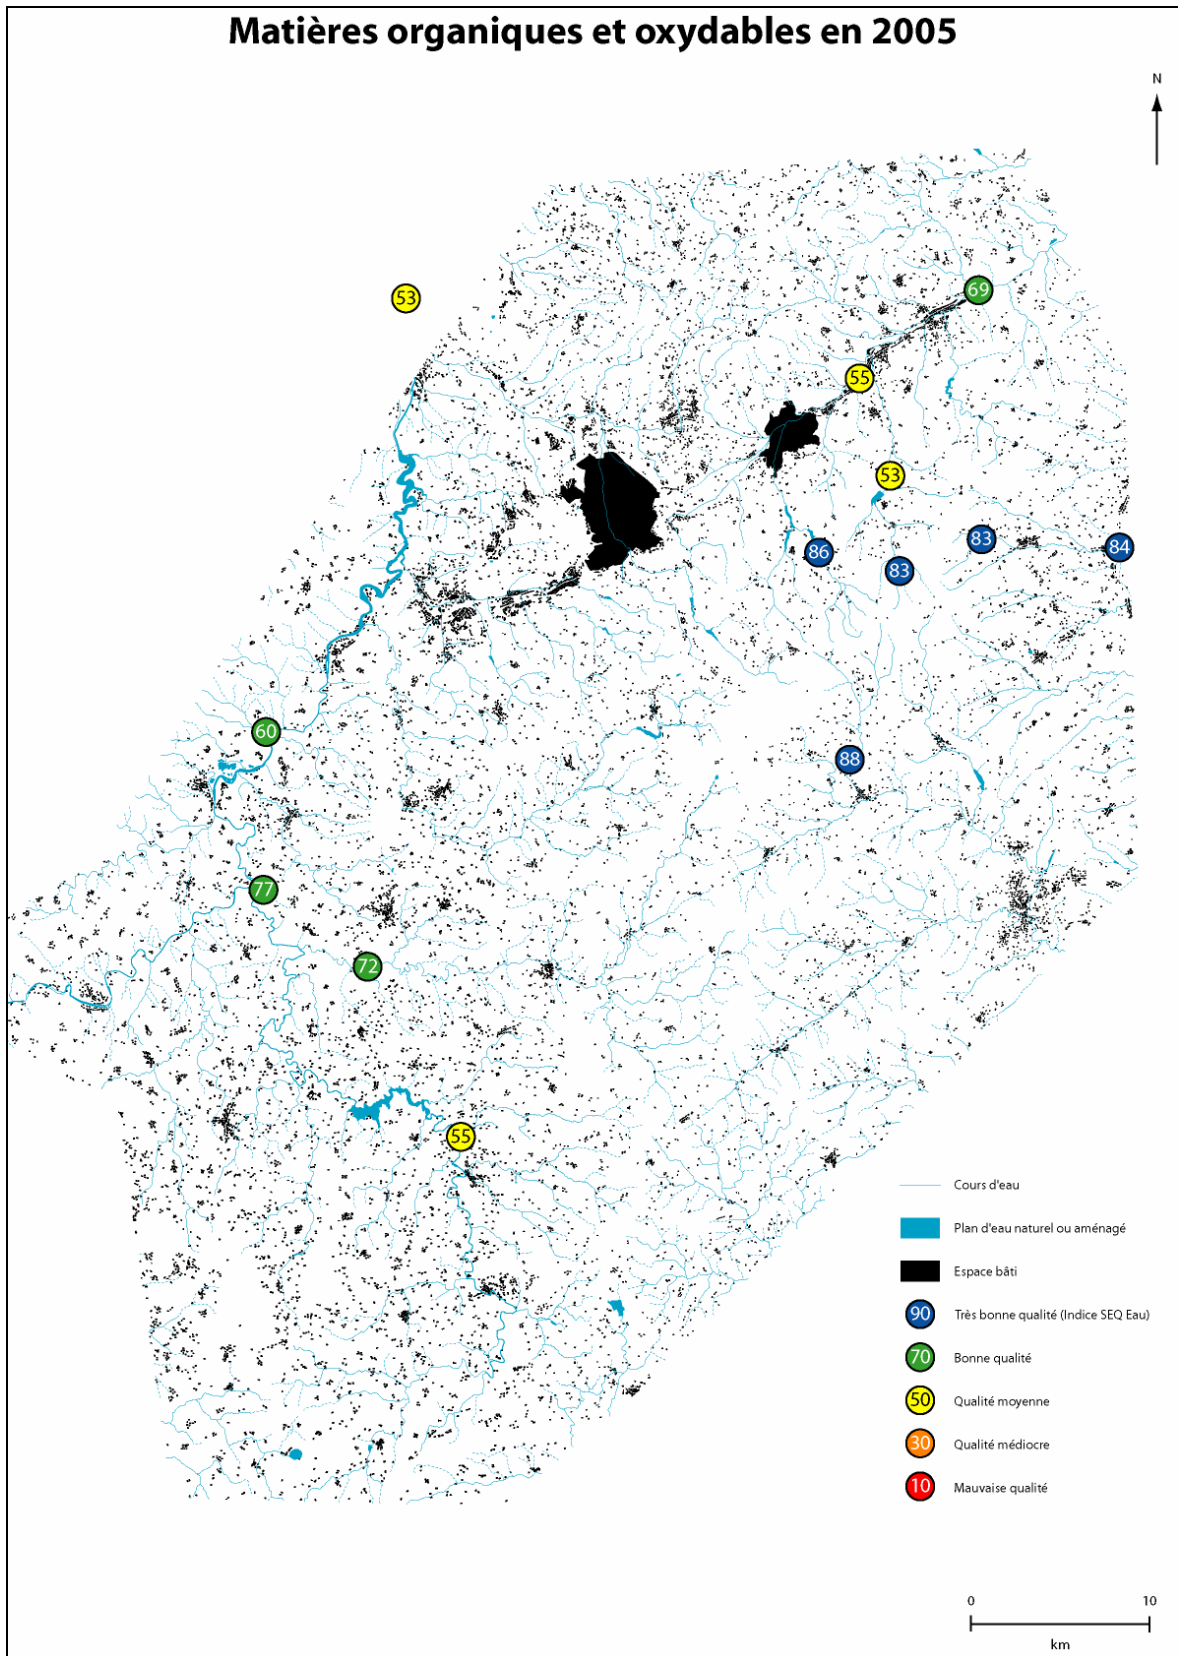 Matières organiques et oxydables en 2005
N
69
53
55
53
83
84
86
83
60
88
77
72
55
Cours d'eau
Plan d'eau naturel ou aménagé
Espace bâti
90 Très bonne qualité (Indice SEQ Eau)
70 Bonne qualité
50 Qualité moyenne
30 Qualité médiocre
10 Mauvaise qualité
0 10
km